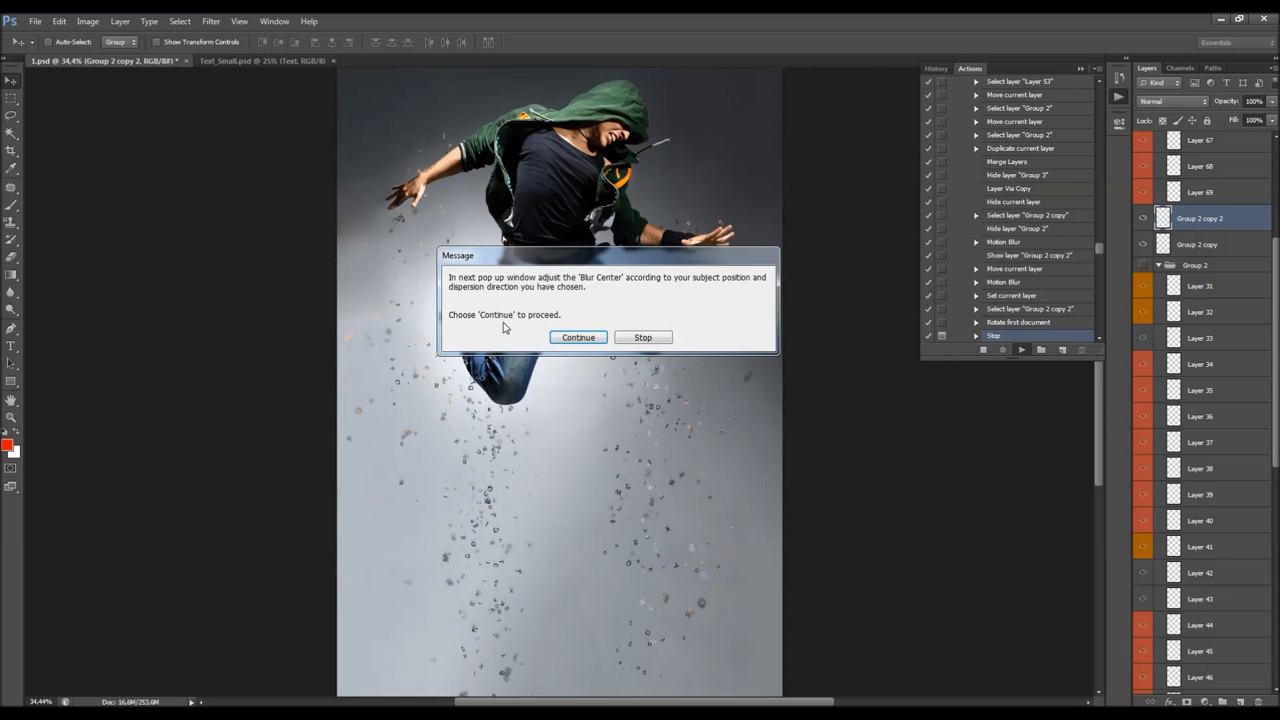 Ps File Edit Image Layer Type Select Filter View Window Help
Auto-Select: Group Show Transform Controls Essentials
1.psd @ 34,4% (Group 2 copy 2, RGB/8#) * × Text_Small.psd @ 25% (Text, RGB/8) ×
History Actions
Select layer "Layer 53"
Move current layer
Select layer "Group 2"
Move current layer
Select layer "Group 2"
Duplicate current layer
Merge Layers
Hide layer "Group 3"
Layer Via Copy
Hide current layer
Select layer "Group 2 copy"
Hide layer "Group 2"
Motion Blur
Show layer "Group 2 copy 2"
Move current layer
Motion Blur
Set current layer
Select layer "Group 2 copy 2"
Rotate first document
Stop
Layers Channels Paths
Kind
Normal Opacity: 100%
Lock: Fill: 100%
Layer 67
Layer 68
Layer 69
Group 2 copy 2
Group 2 copy
Group 2
Layer 31
Layer 32
Layer 33
Layer 34
Layer 35
Layer 36
Layer 37
Layer 38
Layer 39
Layer 40
Layer 41
Layer 42
Layer 43
Layer 44
Layer 45
Layer 46
Message
In next pop up window adjust the 'Blur Center' according to your subject position and
dispersion direction you have chosen.
Choose 'Continue' to proceed.
Continue Stop
34,44% Doc: 16,6M/253,6M